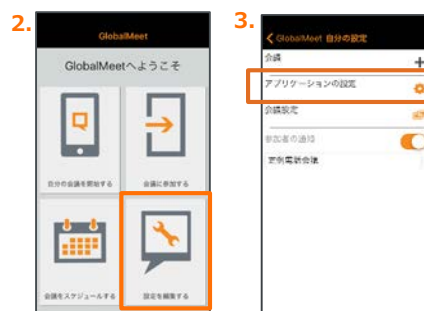 2.
GlobalMeet
GlobalMeetへようこそ
自分の会議を開始する
会議に参加する
会議をスケジュールする
設定を編集する
3.
GlobalMeet 自分の設定
会議
アプリケーションの設定
会議設定
参加者の通知
定例電話会議